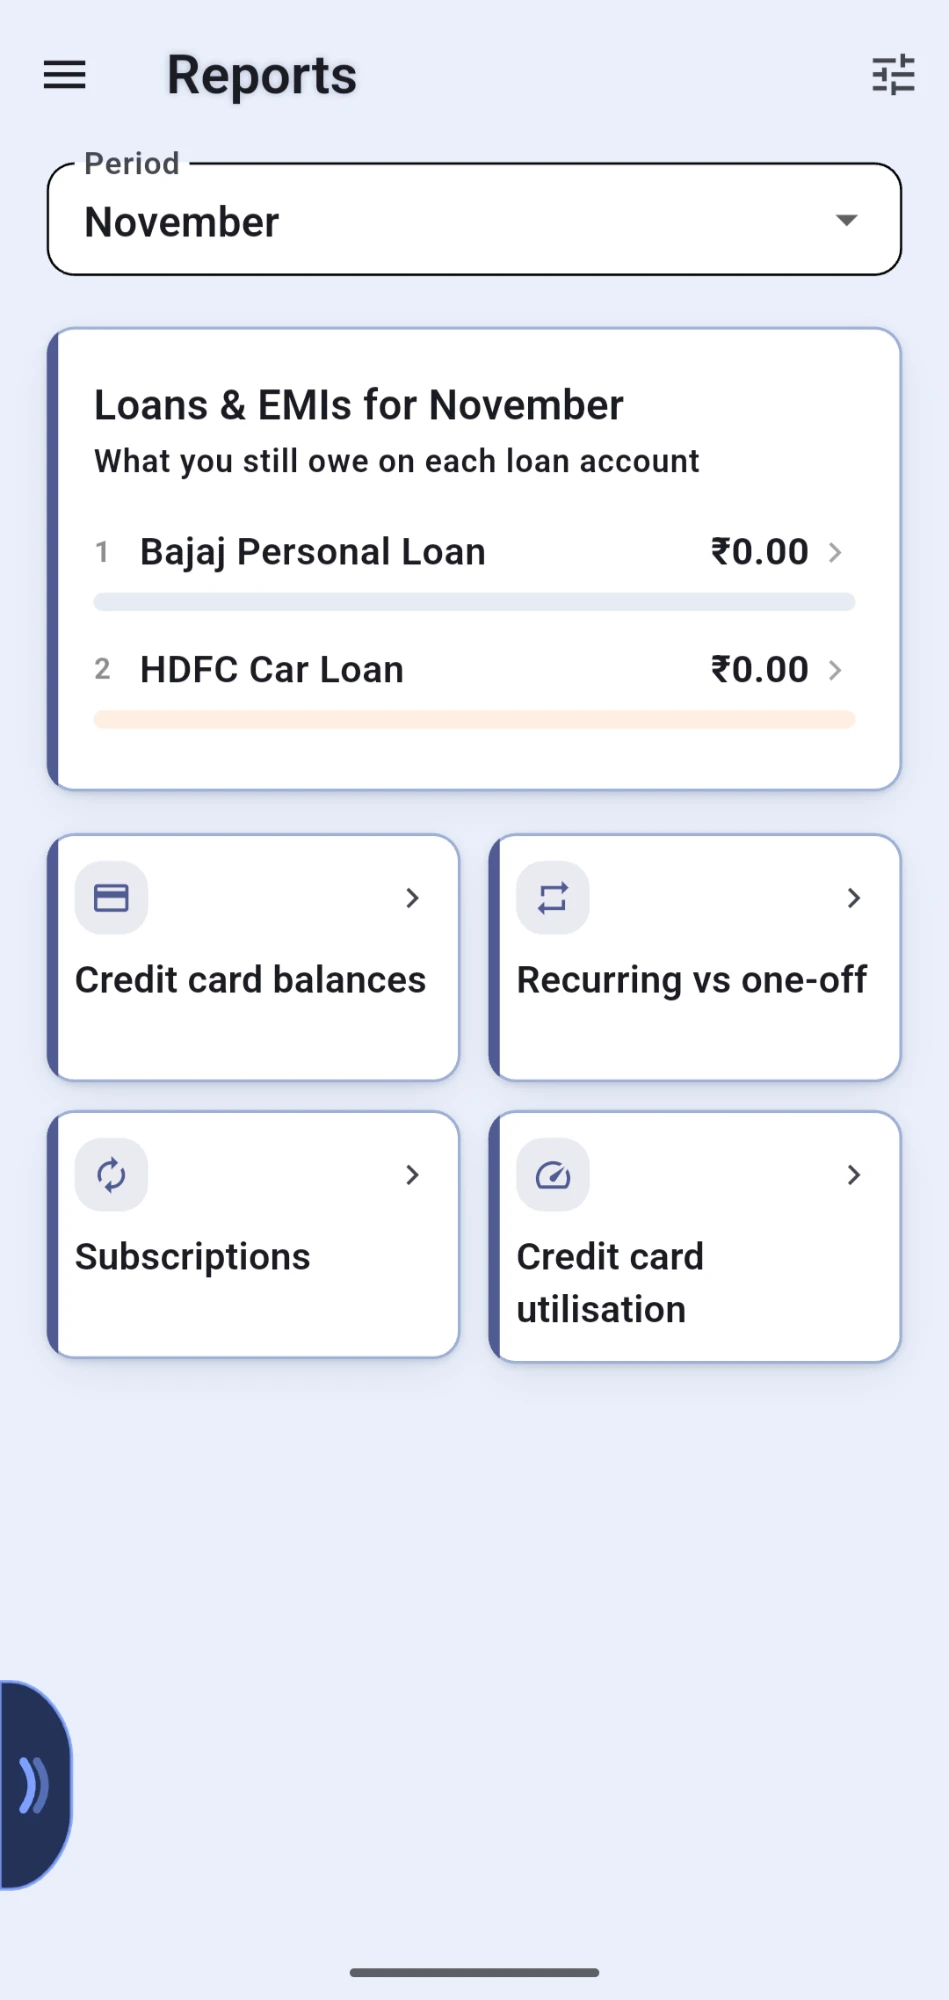 Reports
Period
November
Loans & EMIs for November
What you still owe on each loan account
1 Bajaj Personal Loan ₹0.00
2 HDFC Car Loan ₹0.00
Credit card balances
Recurring vs one-off
Subscriptions
Credit card
utilisation